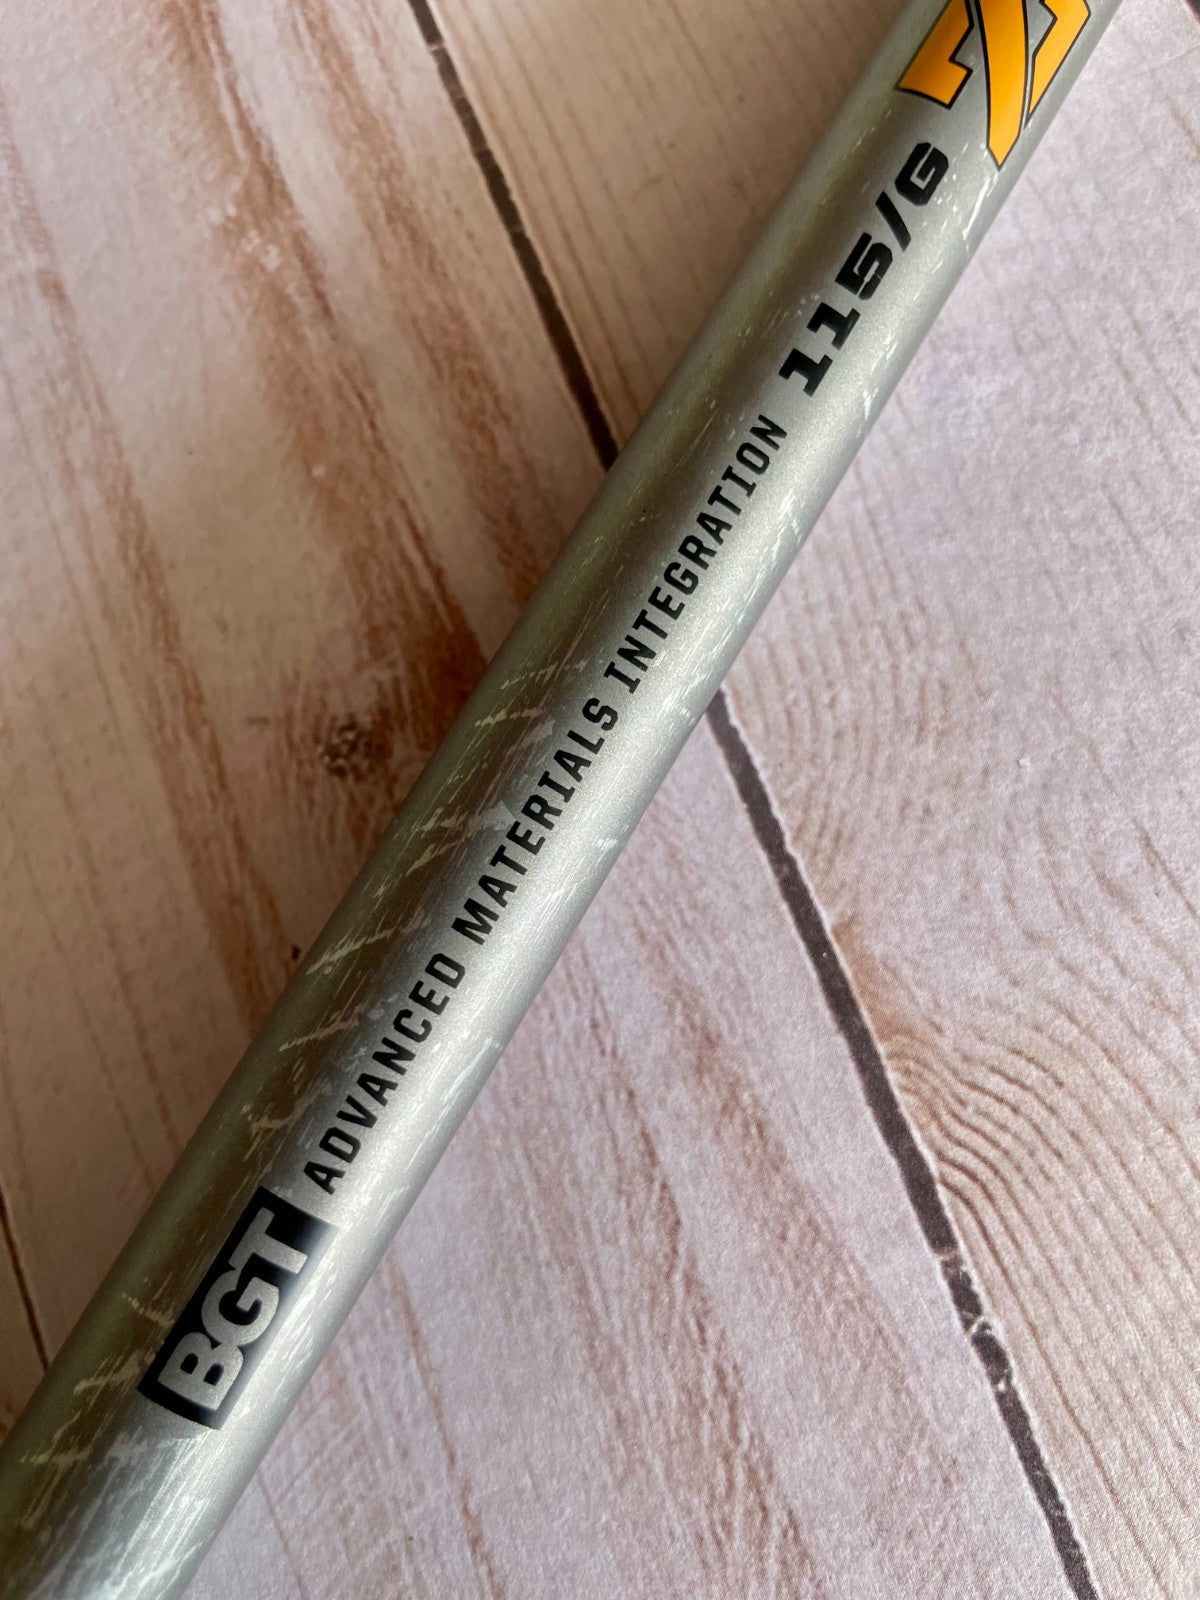 BGT ADVANCED MATERIALS INTEGRATION 115/G